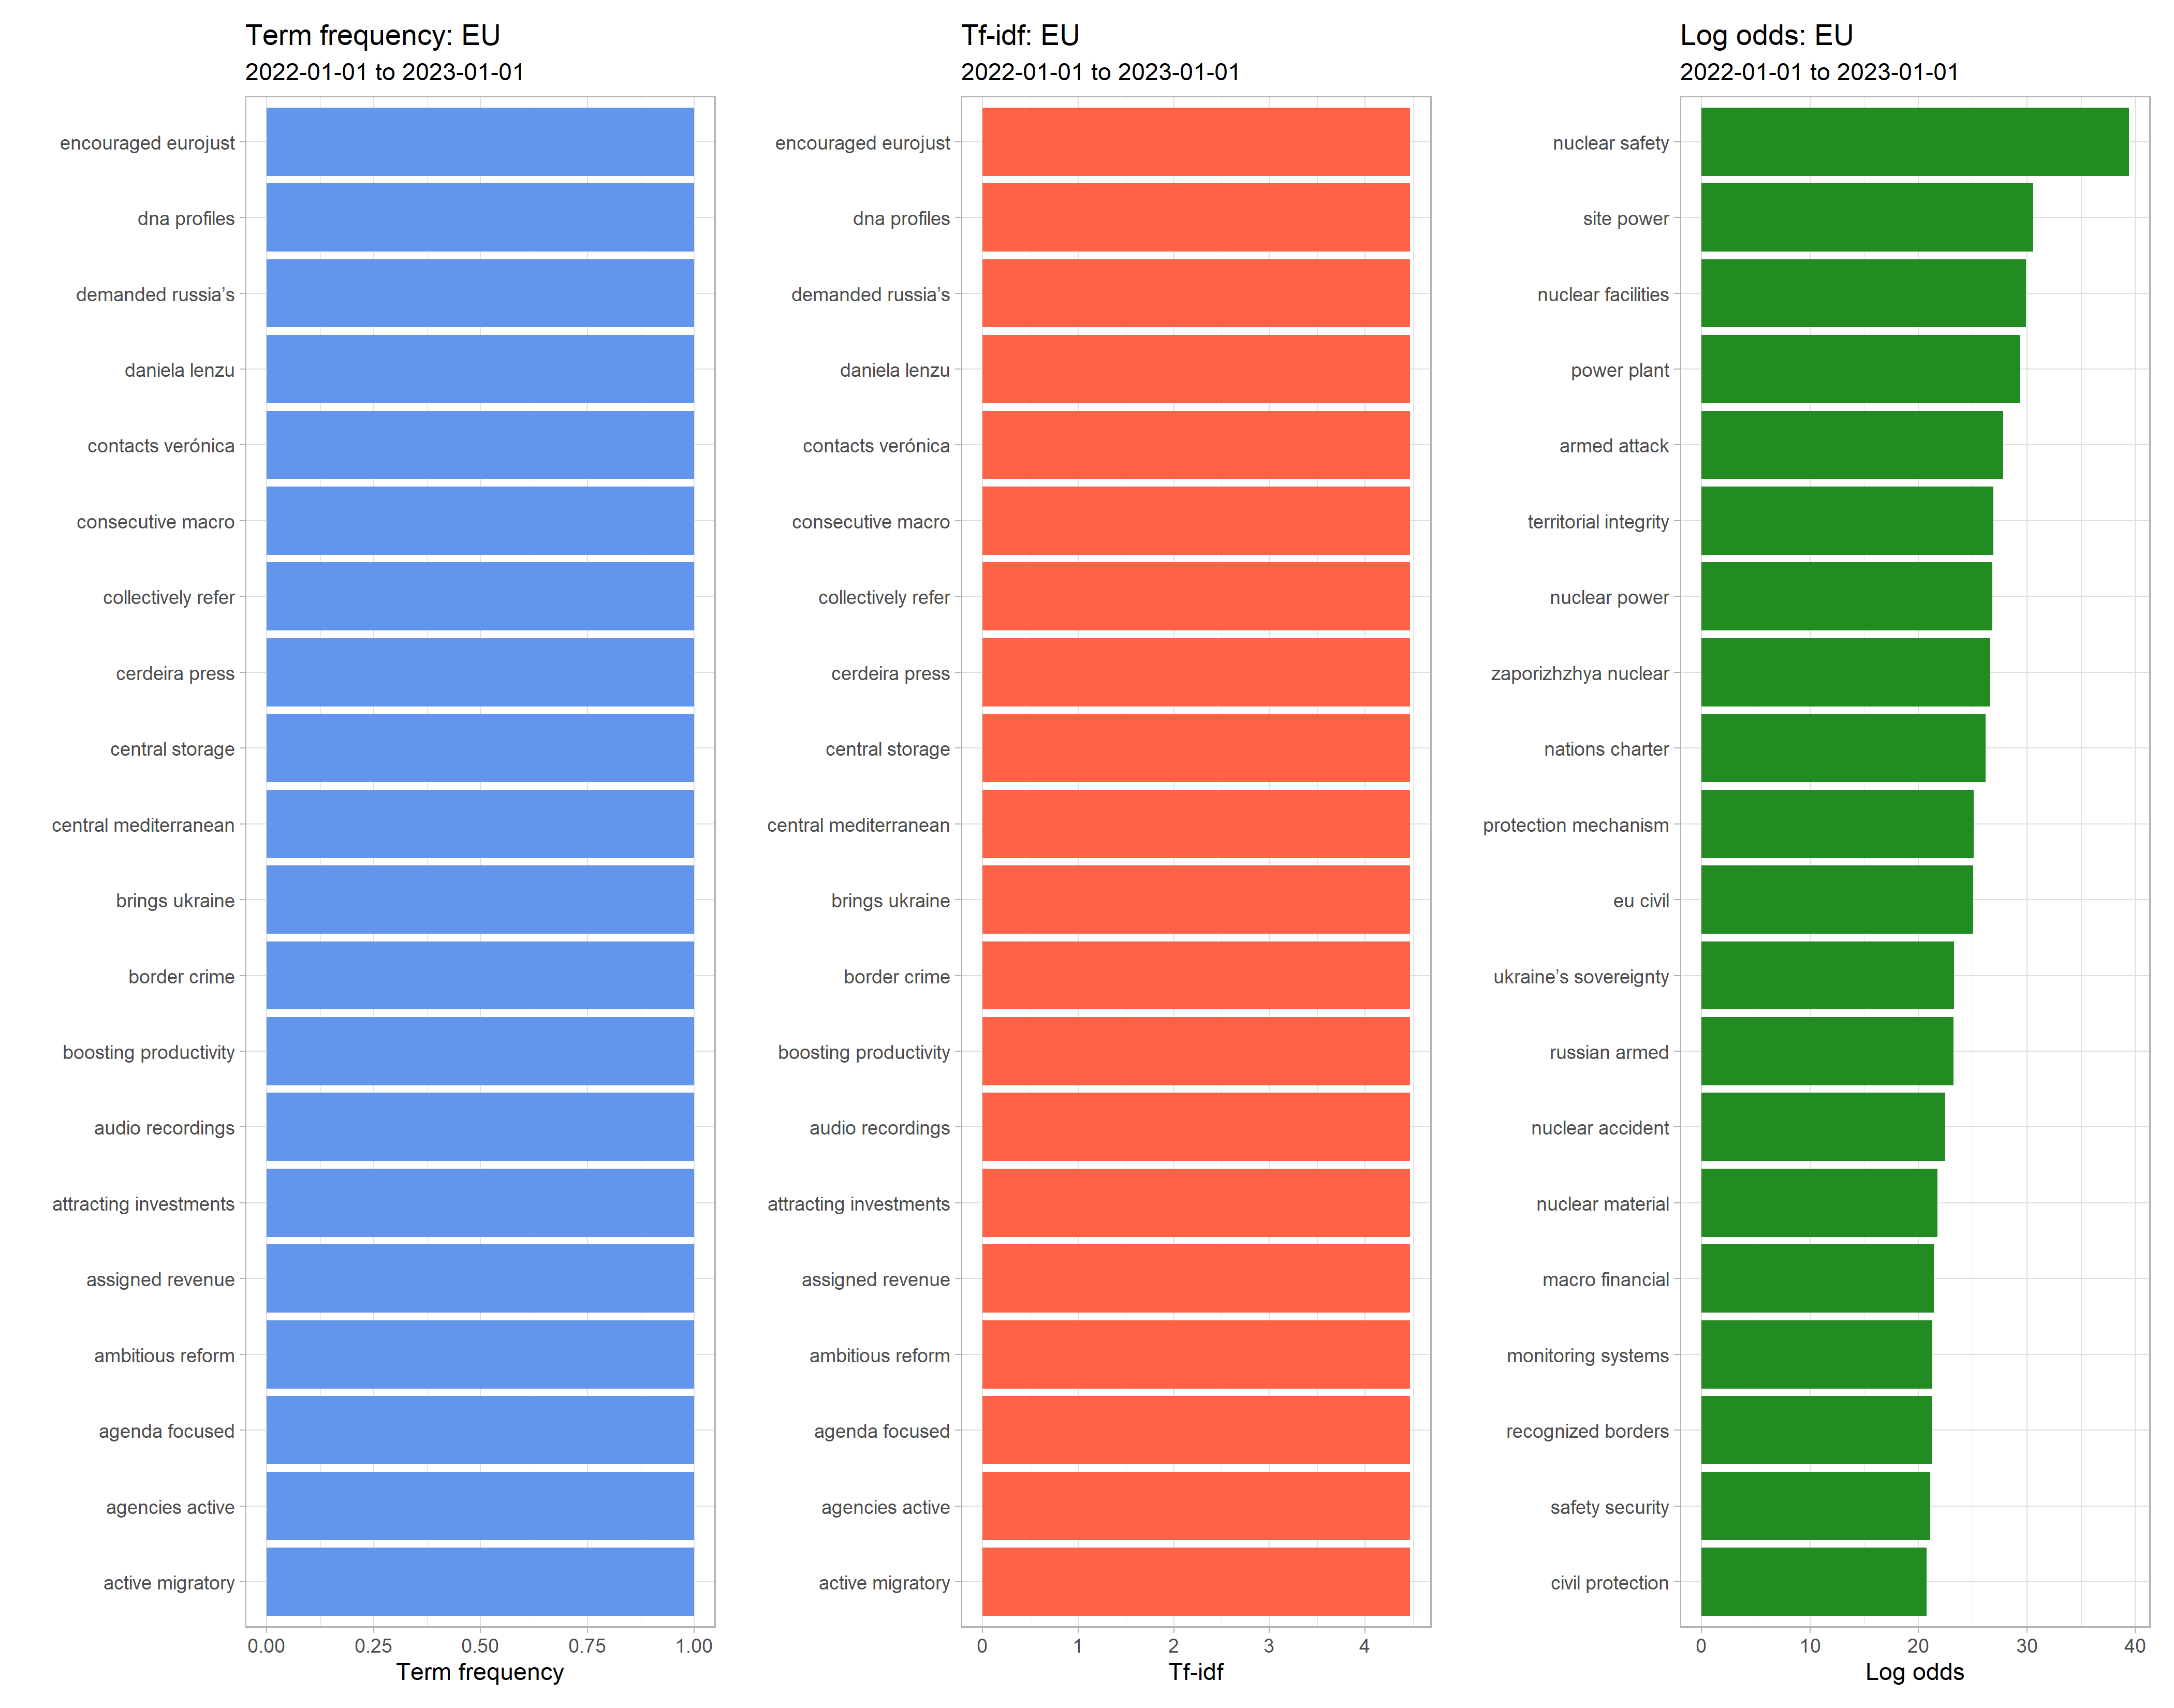 Term frequency: EU
2022-01-01 to 2023-01-01
encouraged eurojust
dna profiles
demanded russia’s
daniela lenzu
contacts verónica
consecutive macro
collectively refer
cerdeira press
central storage
central mediterranean
brings ukraine
border crime
boosting productivity
audio recordings
attracting investments
assigned revenue
ambitious reform
agenda focused
agencies active
active migratory
0.00 0.25 0.50 0.75 1.00
Term frequency
Tf-idf: EU
2022-01-01 to 2023-01-01
encouraged eurojust
dna profiles
demanded russia’s
daniela lenzu
contacts verónica
consecutive macro
collectively refer
cerdeira press
central storage
central mediterranean
brings ukraine
border crime
boosting productivity
audio recordings
attracting investments
assigned revenue
ambitious reform
agenda focused
agencies active
active migratory
0 1 2 3 4
Tf-idf
Log odds: EU
2022-01-01 to 2023-01-01
nuclear safety
site power
nuclear facilities
power plant
armed attack
territorial integrity
nuclear power
zaporizhzhya nuclear
nations charter
protection mechanism
eu civil
ukraine’s sovereignty
russian armed
nuclear accident
nuclear material
macro financial
monitoring systems
recognized borders
safety security
civil protection
0 10 20 30 40
Log odds